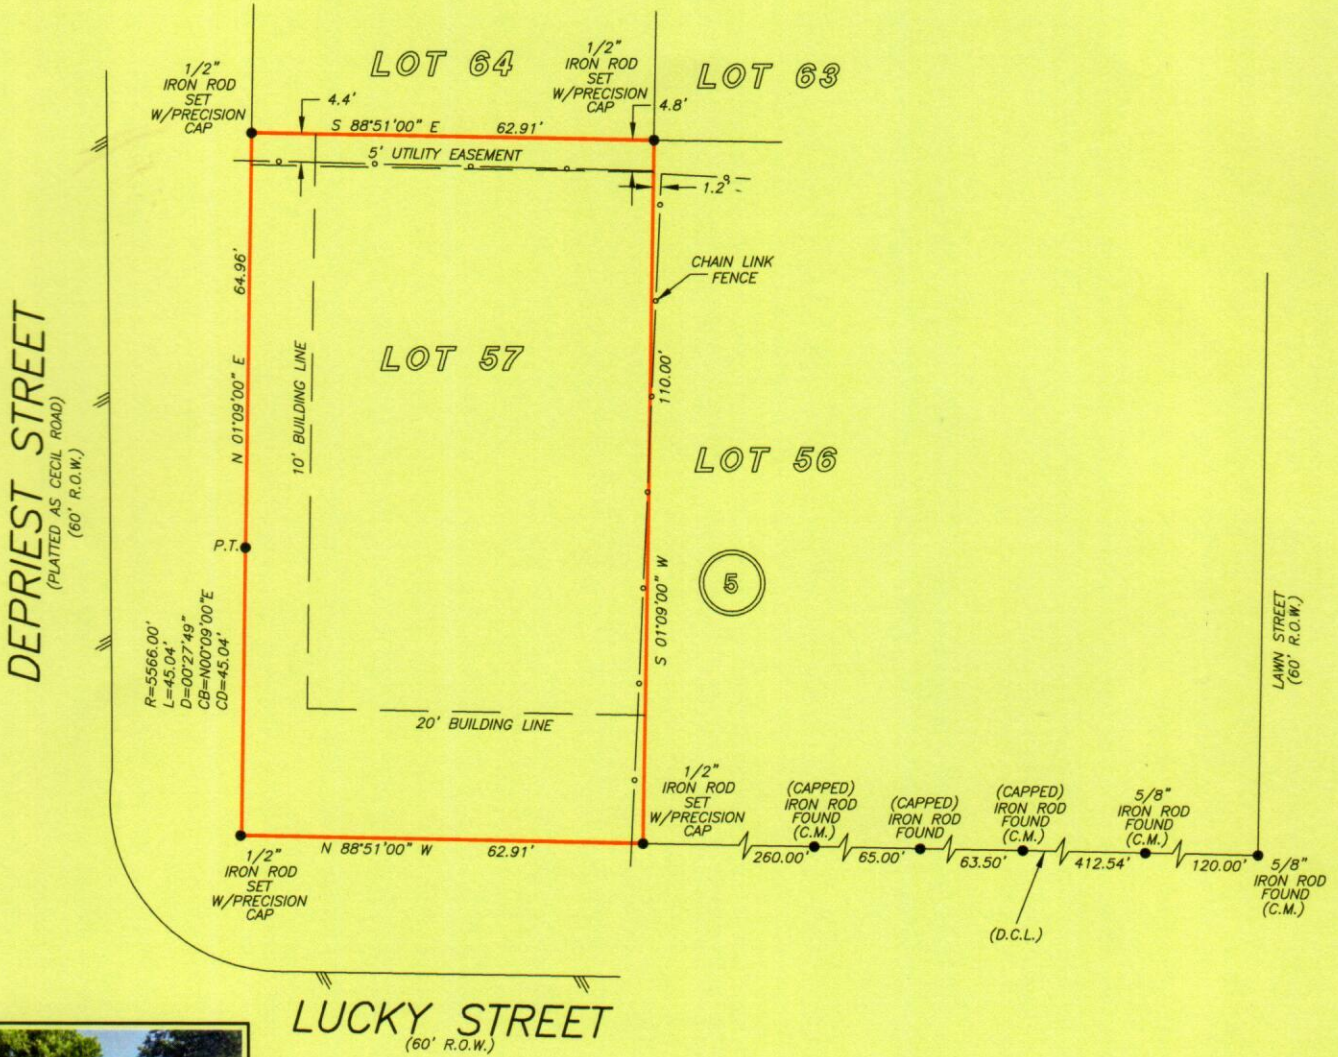 LOT 64
LOT 63
1/2"
IRON ROD
SET
W/PRECISION
CAP
1/2"
IRON ROD
SET
W/PRECISION
CAP
4.4'
4.8'
S 88°51'00" E 62.91'
5' UTILITY EASEMENT
1.2'
CHAIN LINK
FENCE
64.96'
N 01°09'00" E
10' BUILDING LINE
LOT 57
110.00'
S 01°09'00" W
LOT 56
5
DEPRIEST STREET
(PLATTED AS CECIL ROAD)
(60' R.O.W.)
P.T.
R=5566.00'
L=45.04'
D=00°27'49"
CB=N00°09'00"E
CD=45.04'
20' BUILDING LINE
LAWN STREET
(60' R.O.W.)
1/2"
IRON ROD
SET
W/PRECISION
CAP
N 88°51'00" W 62.91'
1/2"
IRON ROD
SET
W/PRECISION
CAP
(CAPPED)
IRON ROD
FOUND
(C.M.)
(CAPPED)
IRON ROD
FOUND
(CAPPED)
IRON ROD
FOUND
(C.M.)
5/8"
IRON ROD
FOUND
(C.M.)
5/8"
IRON ROD
FOUND
(C.M.)
260.00' 65.00' 63.50' 412.54' 120.00'
(D.C.L.)
LUCKY STREET
(60' R.O.W.)